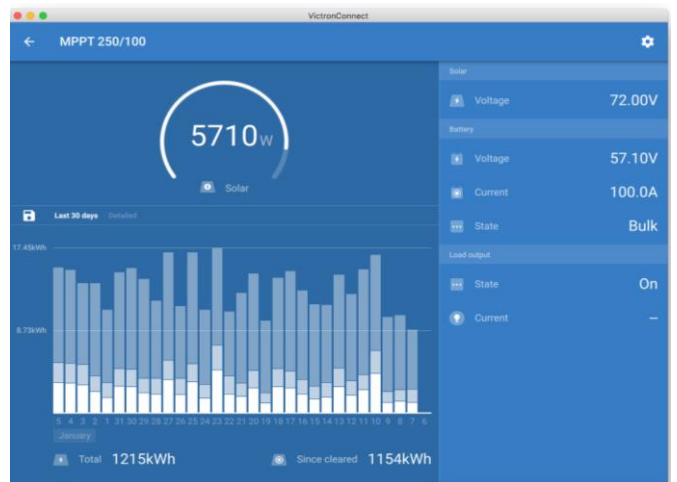 VictronConnect
MPPT 250/100
5710W
Solar
Last 30 days Detailed
17.45kWh
8.73kWh
5 4 3 2 1 31 30 29 28 27 26 25 24 23 22 21 20 19 18 17 16 15 14 13 12 11 10 9 8 7 6
January
Total 1215kWh
Since cleared 1154kWh
Solar
Voltage 72.00V
Battery
Voltage 57.10V
Current 100.0A
State Bulk
Load output
State On
Current --